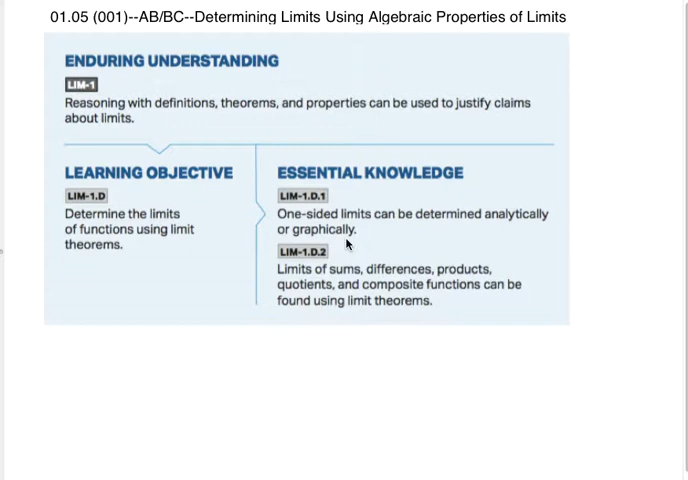 01.05 (001)--AB/BC--Determining Limits Using Algebraic Properties of Limits
ENDURING UNDERSTANDING
LIM-1
Reasoning with definitions, theorems, and properties can be used to justify claims
about limits.
LEARNING OBJECTIVE
LIM-1.D
Determine the limits
of functions using limit
theorems.
ESSENTIAL KNOWLEDGE
LIM-1.D.1
One-sided limits can be determined analytically
or graphically.
LIM-1.D.2
Limits of sums, differences, products,
quotients, and composite functions can be
found using limit theorems.